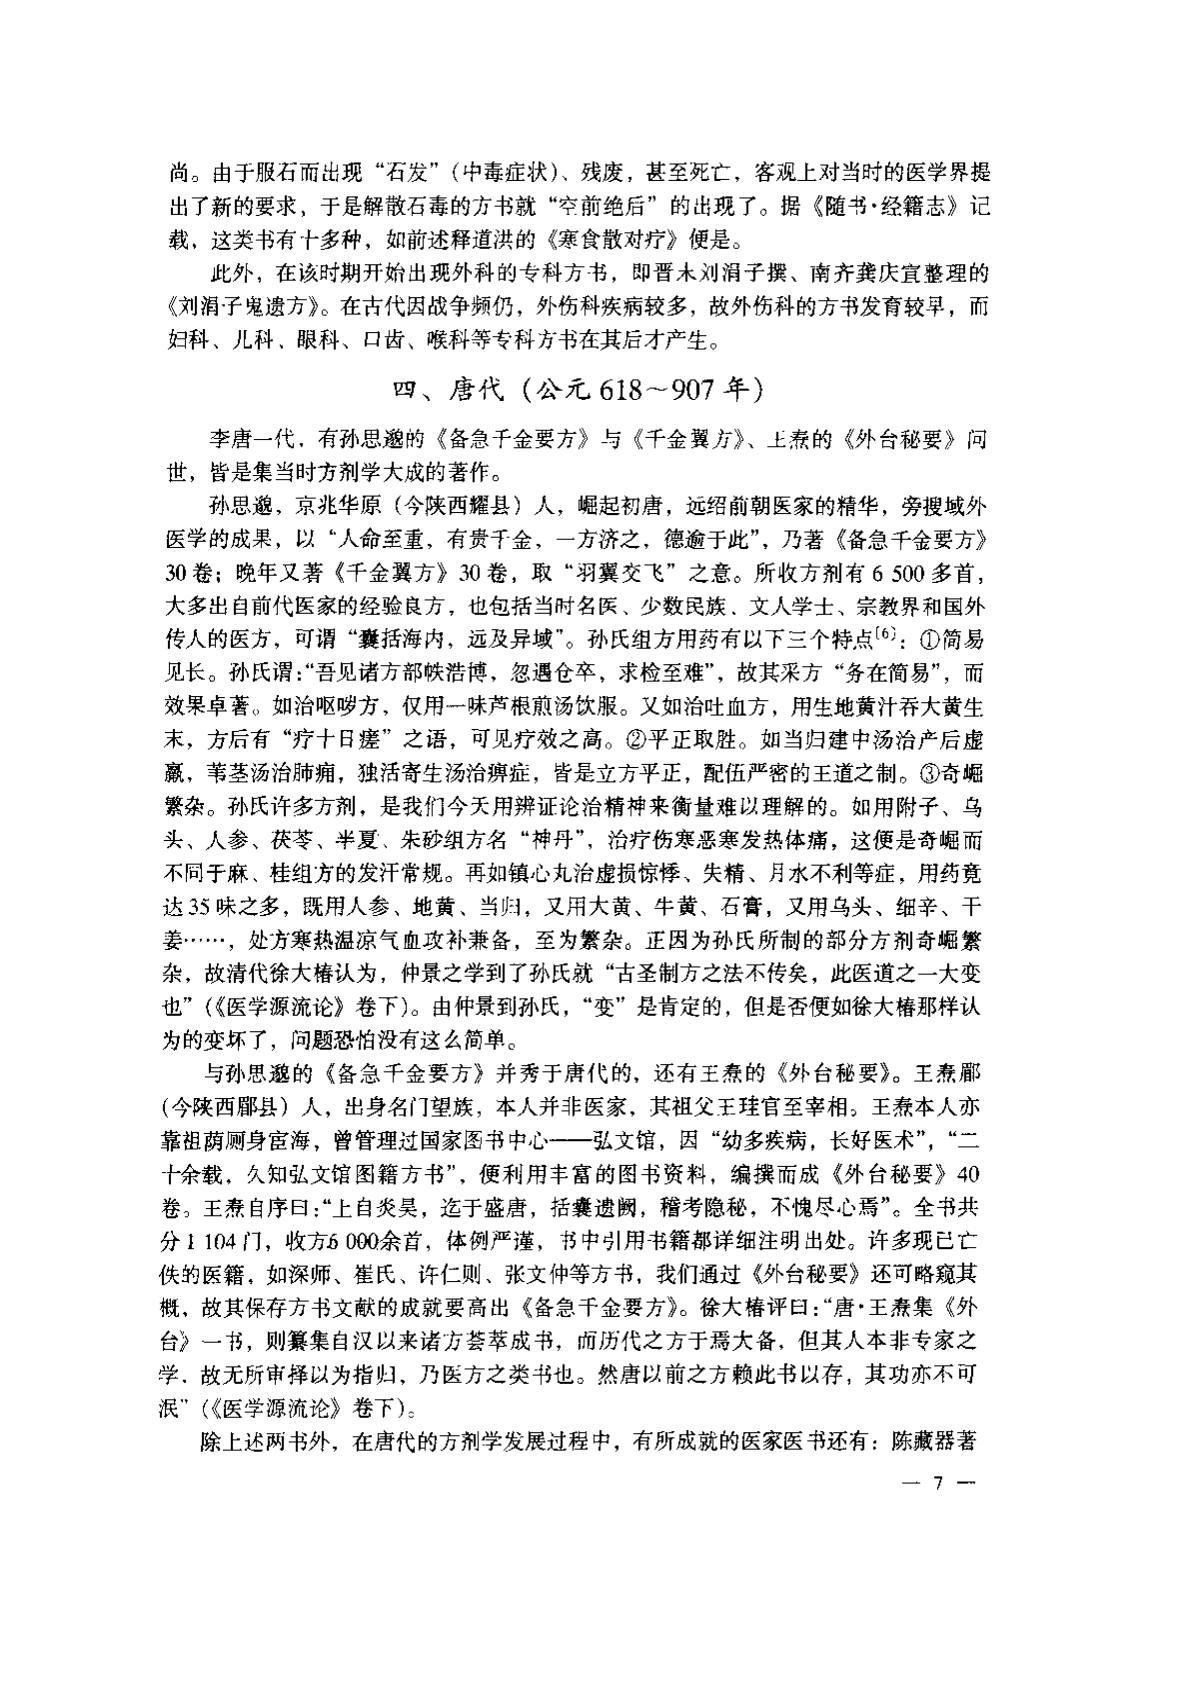 尚。由于服石而出现“石发”(中毒症状)、残废，甚至死亡，客观上对当时的医学界提
出了新的要求，于是解散石毒的方书就“空前绝后”的出现了。据《随书·经籍志》记
载，这类书有十多种，如前述释道洪的《寒食散对疗》便是。
此外，在该时期开始出现外科的专科方书，即晋末刘涓子撰、南齐龚庆宣整理的
《刘涓子鬼遗方》。在古代因战争频仍，外伤科疾病较多，故外伤科的方书发育较早，而
妇科、儿科、眼科、口齿、喉科等专科方书在其后才产生。
四、唐代（公元618～907年）
李唐一代，有孙思邈的《备急千金要方》与《千金翼方》、王焘的《外台秘要》问
世，皆是集当时方剂学大成的著作。
孙思邈，京兆华原（今陕西耀县）人，崛起初唐，远绍前朝医家的精华，旁搜域外
医学的成果，以“人命至重，有贵千金，一方济之，德逾于此”，乃著《备急千金要方》
30卷；晚年又著《千金翼方》30卷，取“羽翼交飞”之意。所收方剂有6 500多首，
大多出自前代医家的经验良方，也包括当时名医、少数民族、文人学士、宗教界和国外
传人的医方，可谓“囊括海内，远及异域”。孙氏组方用药有以下三个特点〔6〕：①简易
见长。孙氏谓：“吾见诸方部帙浩博，忽遇仓卒，求检至难”，故其采方“务在简易”，而
效果卓著。如治呕哕方，仅用一味芦根煎汤饮服。又如治吐血方，用生地黄汁吞大黄生
末，方后有“疗十日瘥”之语，可见疗效之高。②平正取胜。如当归建中汤治产后虚
羸，苇茎汤治肺痈，独活寄生汤治痹症，皆是立方平正，配伍严密的王道之制。③奇崛
繁杂。孙氏许多方剂，是我们今天用辨证论治精神来衡量难以理解的。如用附子、乌
头、人参、茯苓、半夏、朱砂组方名“神丹”，治疗伤寒恶寒发热体痛，这便是奇崛而
不同于麻、桂组方的发汗常规。再如镇心丸治虚损惊悸、失精、月水不利等症，用药竟
达35味之多，既用人参、地黄、当归，又用大黄、牛黄、石膏，又用乌头、细辛、干
姜……，处方寒热温凉气血攻补兼备，至为繁杂。正因为孙氏所制的部分方剂奇崛繁
杂，故清代徐大椿认为，仲景之学到了孙氏就“古圣制方之法不传矣，此医道之一大变
也”(《医学源流论》卷下)。由仲景到孙氏，“变”是肯定的，但是否便如徐大椿那样认
为的变坏了，问题恐怕没有这么简单。
与孙思邈的《备急千金要方》并秀于唐代的，还有王焘的《外台秘要》。王焘郿
(今陕西郿县）人，出身名门望族，本人并非医家，其祖父王珪官至宰相。王焘本人亦
靠祖荫厕身宦海，曾管理过国家图书中心——弘文馆，因“幼多疾病，长好医术”，“二
十余载，久知弘文馆图籍方书”，便利用丰富的图书资料，编撰而成《外台秘要》40
卷。王焘自序曰：“上自炎昊，迄于盛唐，括囊遗阙，稽考隐秘，不愧尽心焉”。全书共
分1 104门，收方6 000余首，体例严谨，书中引用书籍都详细注明出处。许多现已亡
佚的医籍，如深师、崔氏、许仁则、张文仲等方书，我们通过《外台秘要》还可略窥其
概，故其保存方书文献的成就要高出《备急千金要方》。徐大椿评曰：“唐·王焘集《外
台》一书，则纂集自汉以来诸方荟萃成书，而历代之方于焉大备，但其人本非专家之
学，故无所审择以为指归，乃医方之类书也。然唐以前之方赖此书以存，其功亦不可
泯”(《医学源流论》卷下)。
除上述两书外，在唐代的方剂学发展过程中，有所成就的医家医书还有：陈藏器著
— 7 —